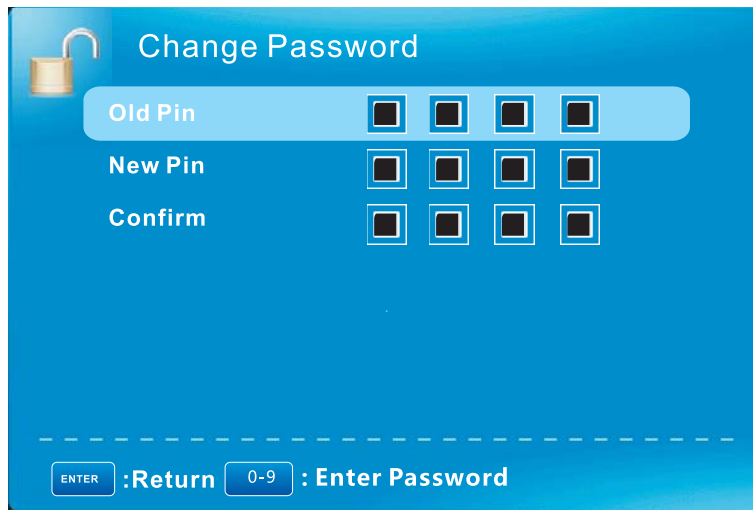 Change Password
Old Pin
New Pin
Confirm
ENTER :Return 0-9 : Enter Password